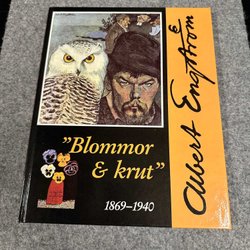 "Blommor
& krut"
1869–1940
Albert Engström